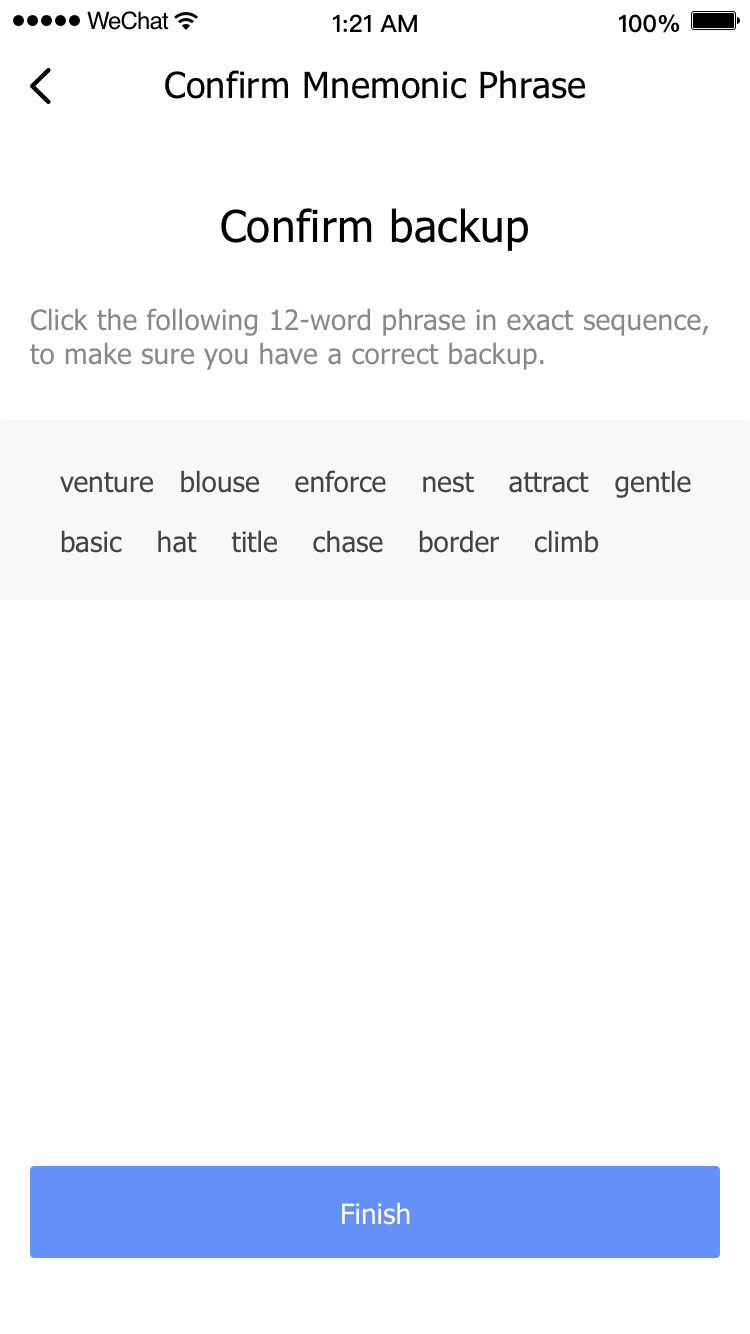 WeChat 1:21 AM 100%
Confirm Mnemonic Phrase
Confirm backup
Click the following 12-word phrase in exact sequence,
to make sure you have a correct backup.
venture blouse enforce nest attract gentle
basic hat title chase border climb
Finish